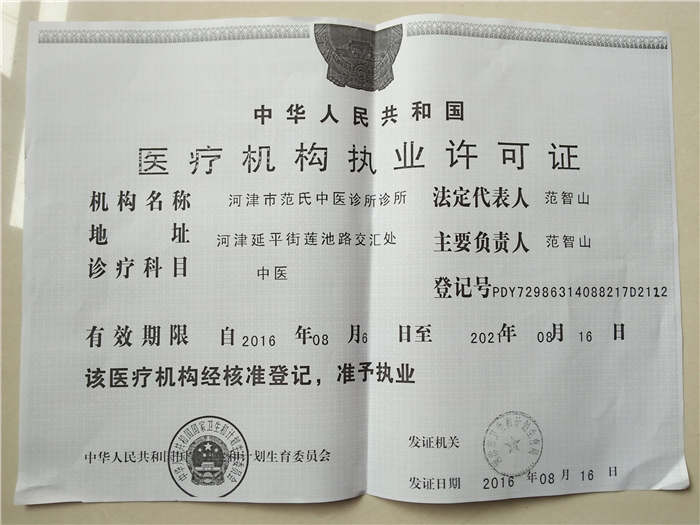 中华人民共和国
医疗机构执业许可证
机构名称 河津市范氏中医诊所诊所 法定代表人 范智山
地 址 河津延平街莲池路交汇处 主要负责人 范智山
诊疗科目 中医
登记号PDY72986314088217D2112
有效期限 自2016 年08 月6 日至 2021年 08月 16 日
该医疗机构经核准登记，准予执业
中华人民共和国国家卫生和计划生育委员会
发证机关
发证日期 2016 年08 月 16 日